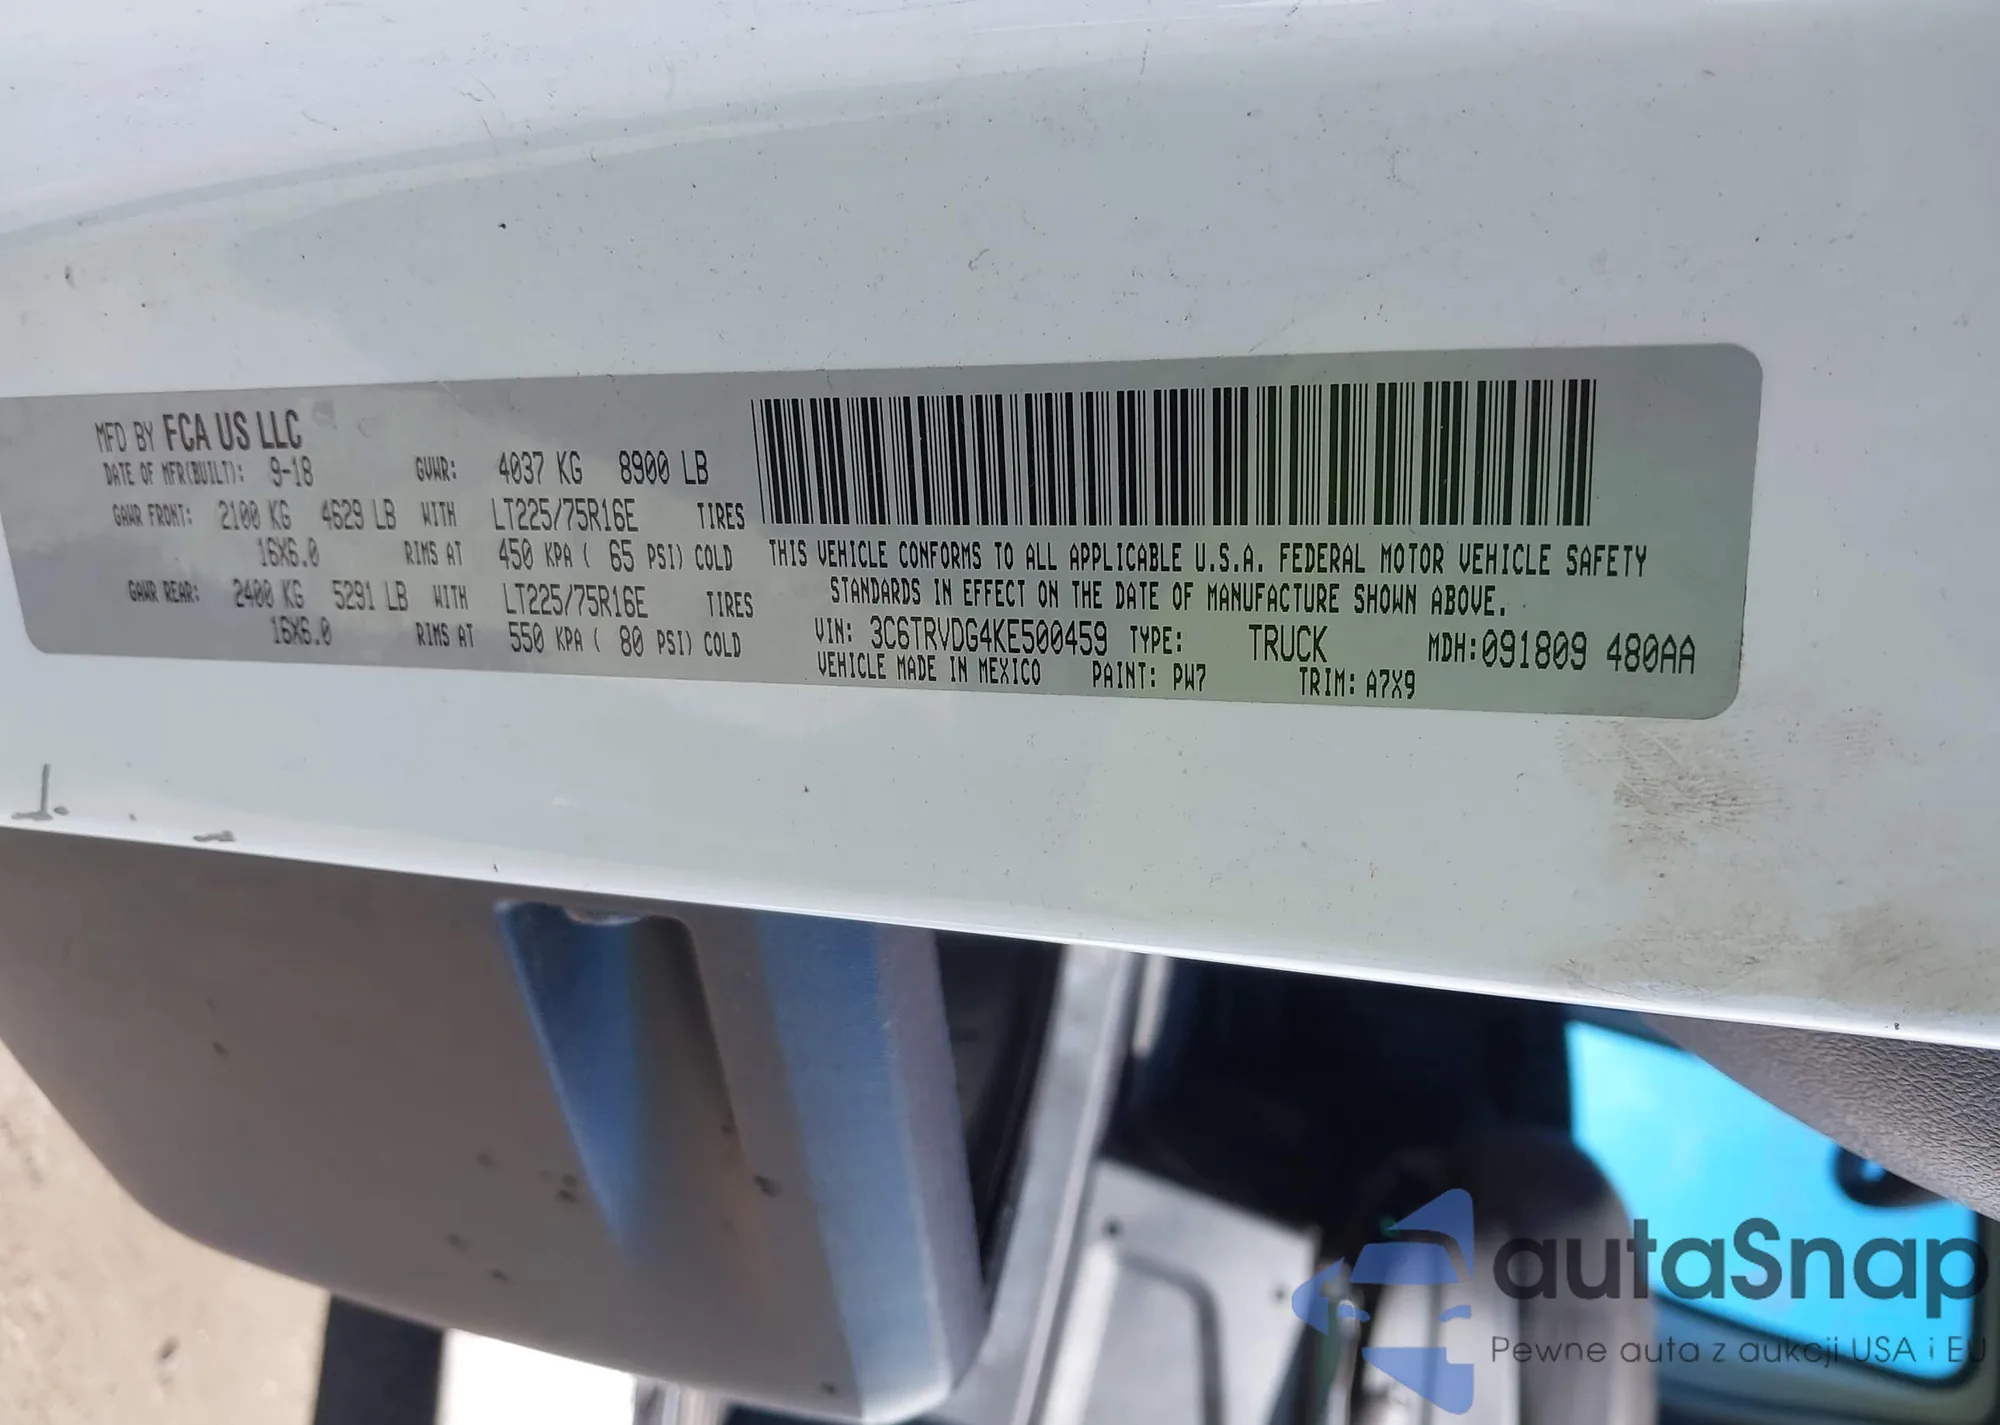 MFD BY FCA US LLC
DATE OF MFR(BUILT): 9-18 GVWR: 4037 KG 8900 LB
GAWR FRONT: 2100 KG 4629 LB WITH LT225/75R16E TIRES
16X6.0 RIMS AT 450 KPA ( 65 PSI) COLD
GAWR REAR: 2400 KG 5291 LB WITH LT225/75R16E TIRES
16X6.0 RIMS AT 550 KPA ( 80 PSI) COLD
THIS VEHICLE CONFORMS TO ALL APPLICABLE U.S.A. FEDERAL MOTOR VEHICLE SAFETY
STANDARDS IN EFFECT ON THE DATE OF MANUFACTURE SHOWN ABOVE.
VIN: 3C6TRVDG4KE500459 TYPE: TRUCK MDH:091809 480AA
VEHICLE MADE IN MEXICO PAINT: PW7 TRIM: A7X9
autaSnap
Pewne auta z aukcji USA i EU